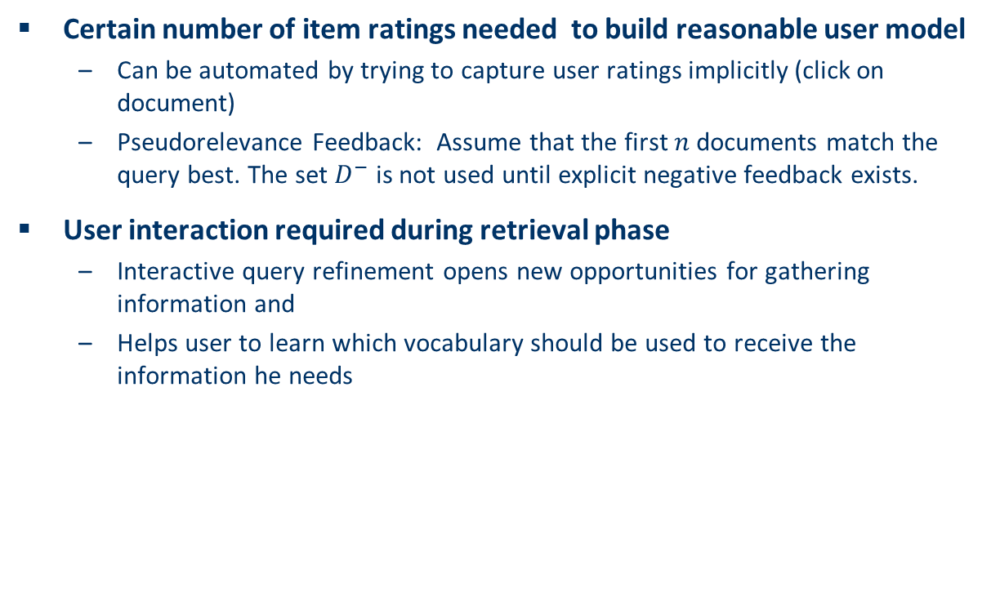 ▪ Certain number of item ratings needed  to build reasonable user model
– Can be automated by trying to capture user ratings implicitly (click on
document)
– Pseudorelevance Feedback:  Assume that the first n documents match the
query best. The set D⁻ is not used until explicit negative feedback exists.
▪ User interaction required during retrieval phase
– Interactive query refinement opens new opportunities for gathering
information and
– Helps user to learn which vocabulary should be used to receive the
information he needs